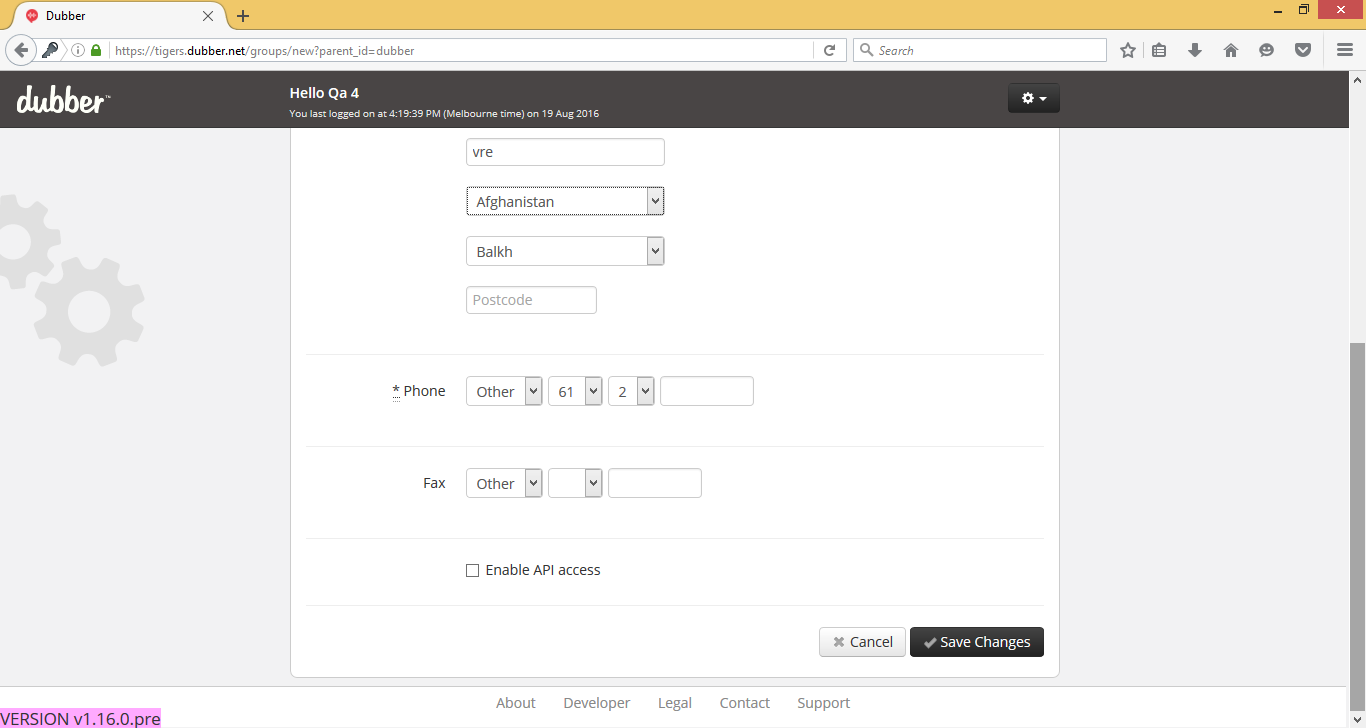 Dubber
https://tigers.dubber.net/groups/new?parent_id=dubber
Search
dubber™
Hello Qa 4
You last logged on at 4:19:39 PM (Melbourne time) on 19 Aug 2016
vre
Afghanistan
Balkh
Postcode
* Phone Other 61 2
Fax Other
Enable API access
Cancel Save Changes
About Developer Legal Contact Support
VERSION v1.16.0.pre